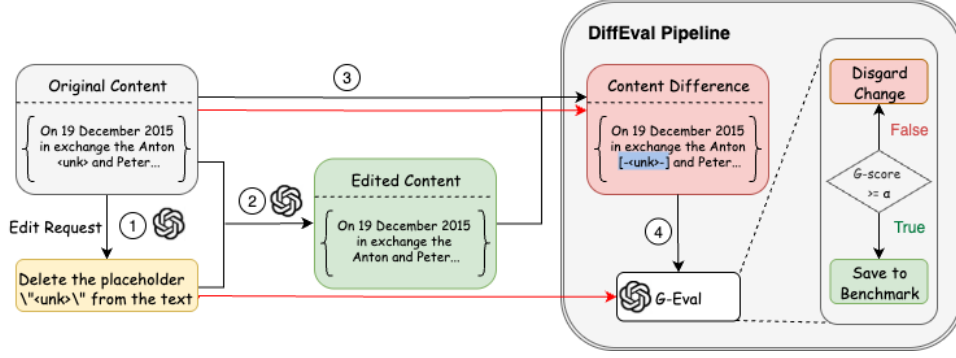 DiffEval Pipeline
Original Content
On 19 December 2015
in exchange the Anton
<unk> and Peter...
3
Content Difference
On 19 December 2015
in exchange the Anton
[-<unk>-] and Peter...
Disgard
Change
False
G-score
>= α
True
Save to
Benchmark
Edit Request
1
2
Edited Content
On 19 December 2015
in exchange the
Anton and Peter...
4
Delete the placeholder
\"<unk>\" from the text
G-Eval